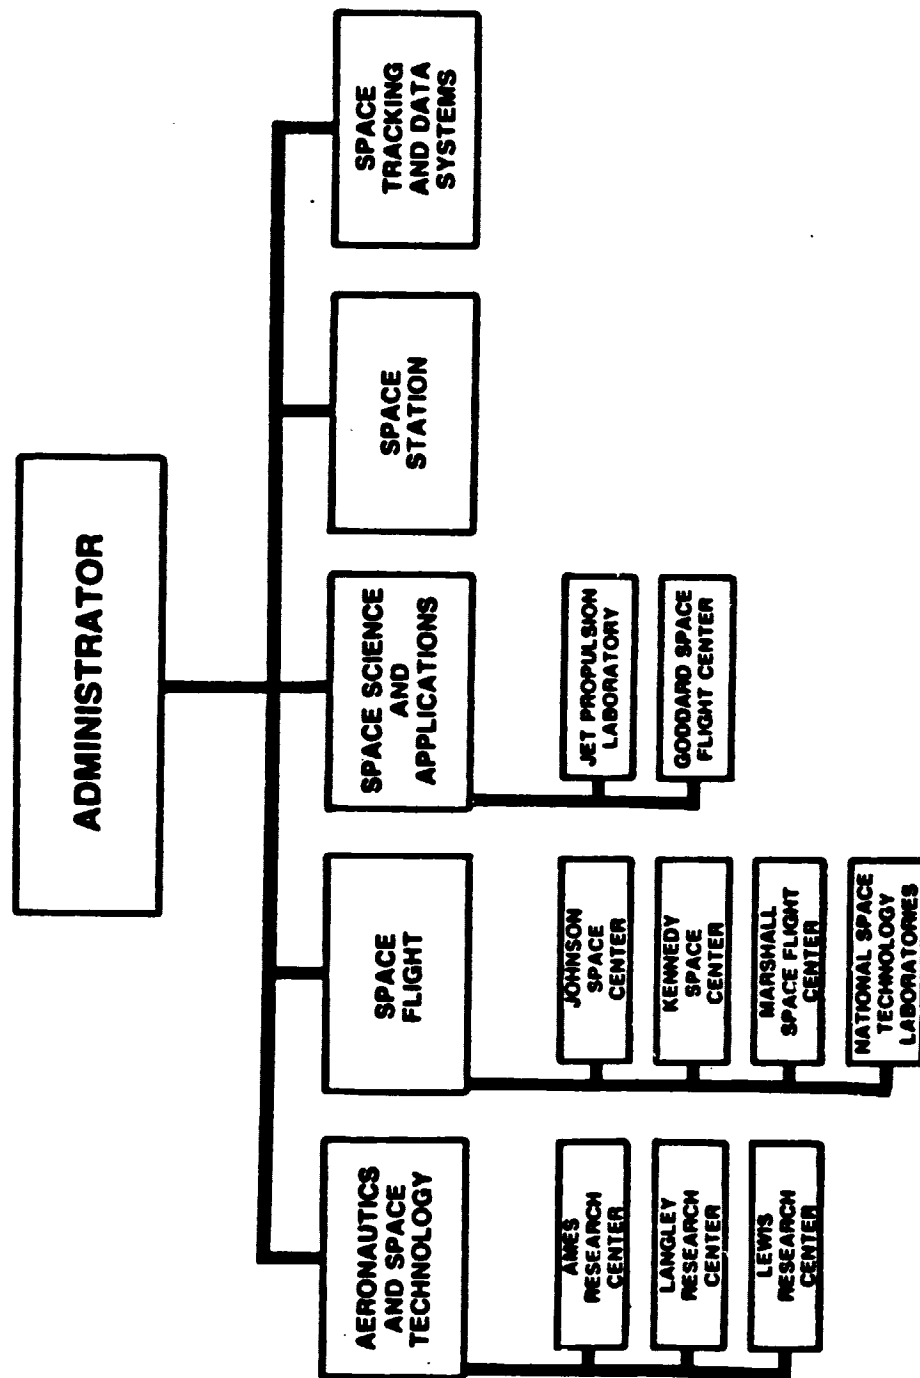 ADMINISTRATOR
AERONAUTICS
AND SPACE
TECHNOLOGY
SPACE
FLIGHT
SPACE SCIENCE
AND
APPLICATIONS
SPACE
STATION
SPACE
TRACKING
AND DATA
SYSTEMS
AMES
RESEARCH
CENTER
LANGLEY
RESEARCH
CENTER
LEWIS
RESEARCH
CENTER
JOHNSON
SPACE
CENTER
KENNEDY
SPACE
CENTER
MARSHALL
SPACE FLIGHT
CENTER
NATIONAL SPACE
TECHNOLOGY
LABORATORIES
JET PROPULSION
LABORATORY
GODDARD SPACE
FLIGHT CENTER